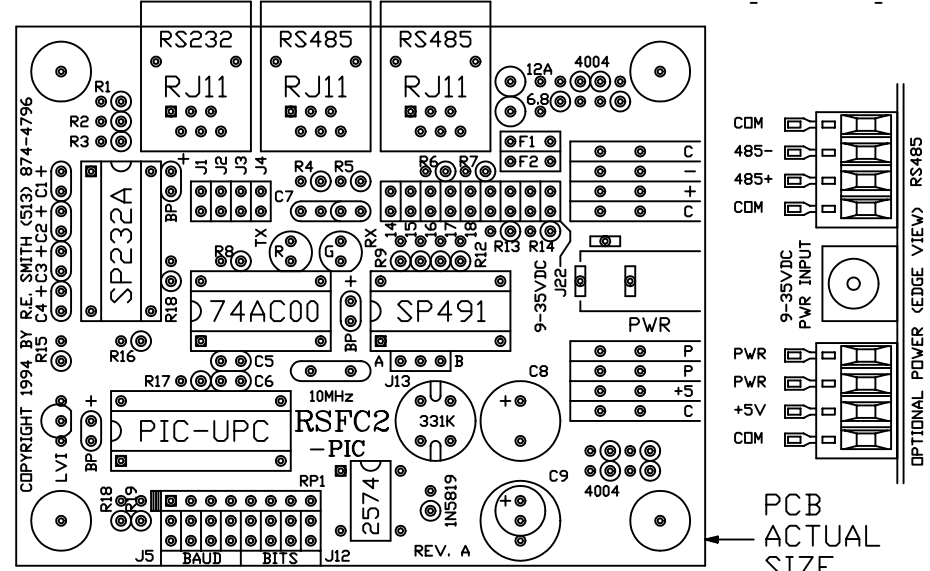 RS232
RS485
RS485
RJ11
RJ11
RJ11
12A
4004
6.8
R1
R2
R3
F1
F2
J1
J2
J3
J4
R4
R5
R6
R7
C
-
+
C
COPYRIGHT 1994 BY R.E. SMITH (513) 874-4796
C1 +
C2 +
C3 +
C4 +
SP232A
+
BP
C7
14
15
16
17
18
TX
R
G
RX
R8
R9
R12
R13
R14
R18
74AC00
+
BP
SP491
9-35VDC
J22
PWR
R15
R16
R17
C5
C6
A
B
J13
10MHz
C8
P
P
+5
C
LVI
+
BP
PIC-UPC
RSFC2
-PIC
331K
+
RP1
R18
R19
2574
1N5819
C9
+
4004
J5
BAUD
BITS
J12
REV. A
COM
485-
485+
COM
RS485
9-35VDC
PWR INPUT
PWR
PWR
+5V
COM
OPTIONAL POWER (EDGE VIEW)
PCB
ACTUAL
SIZE